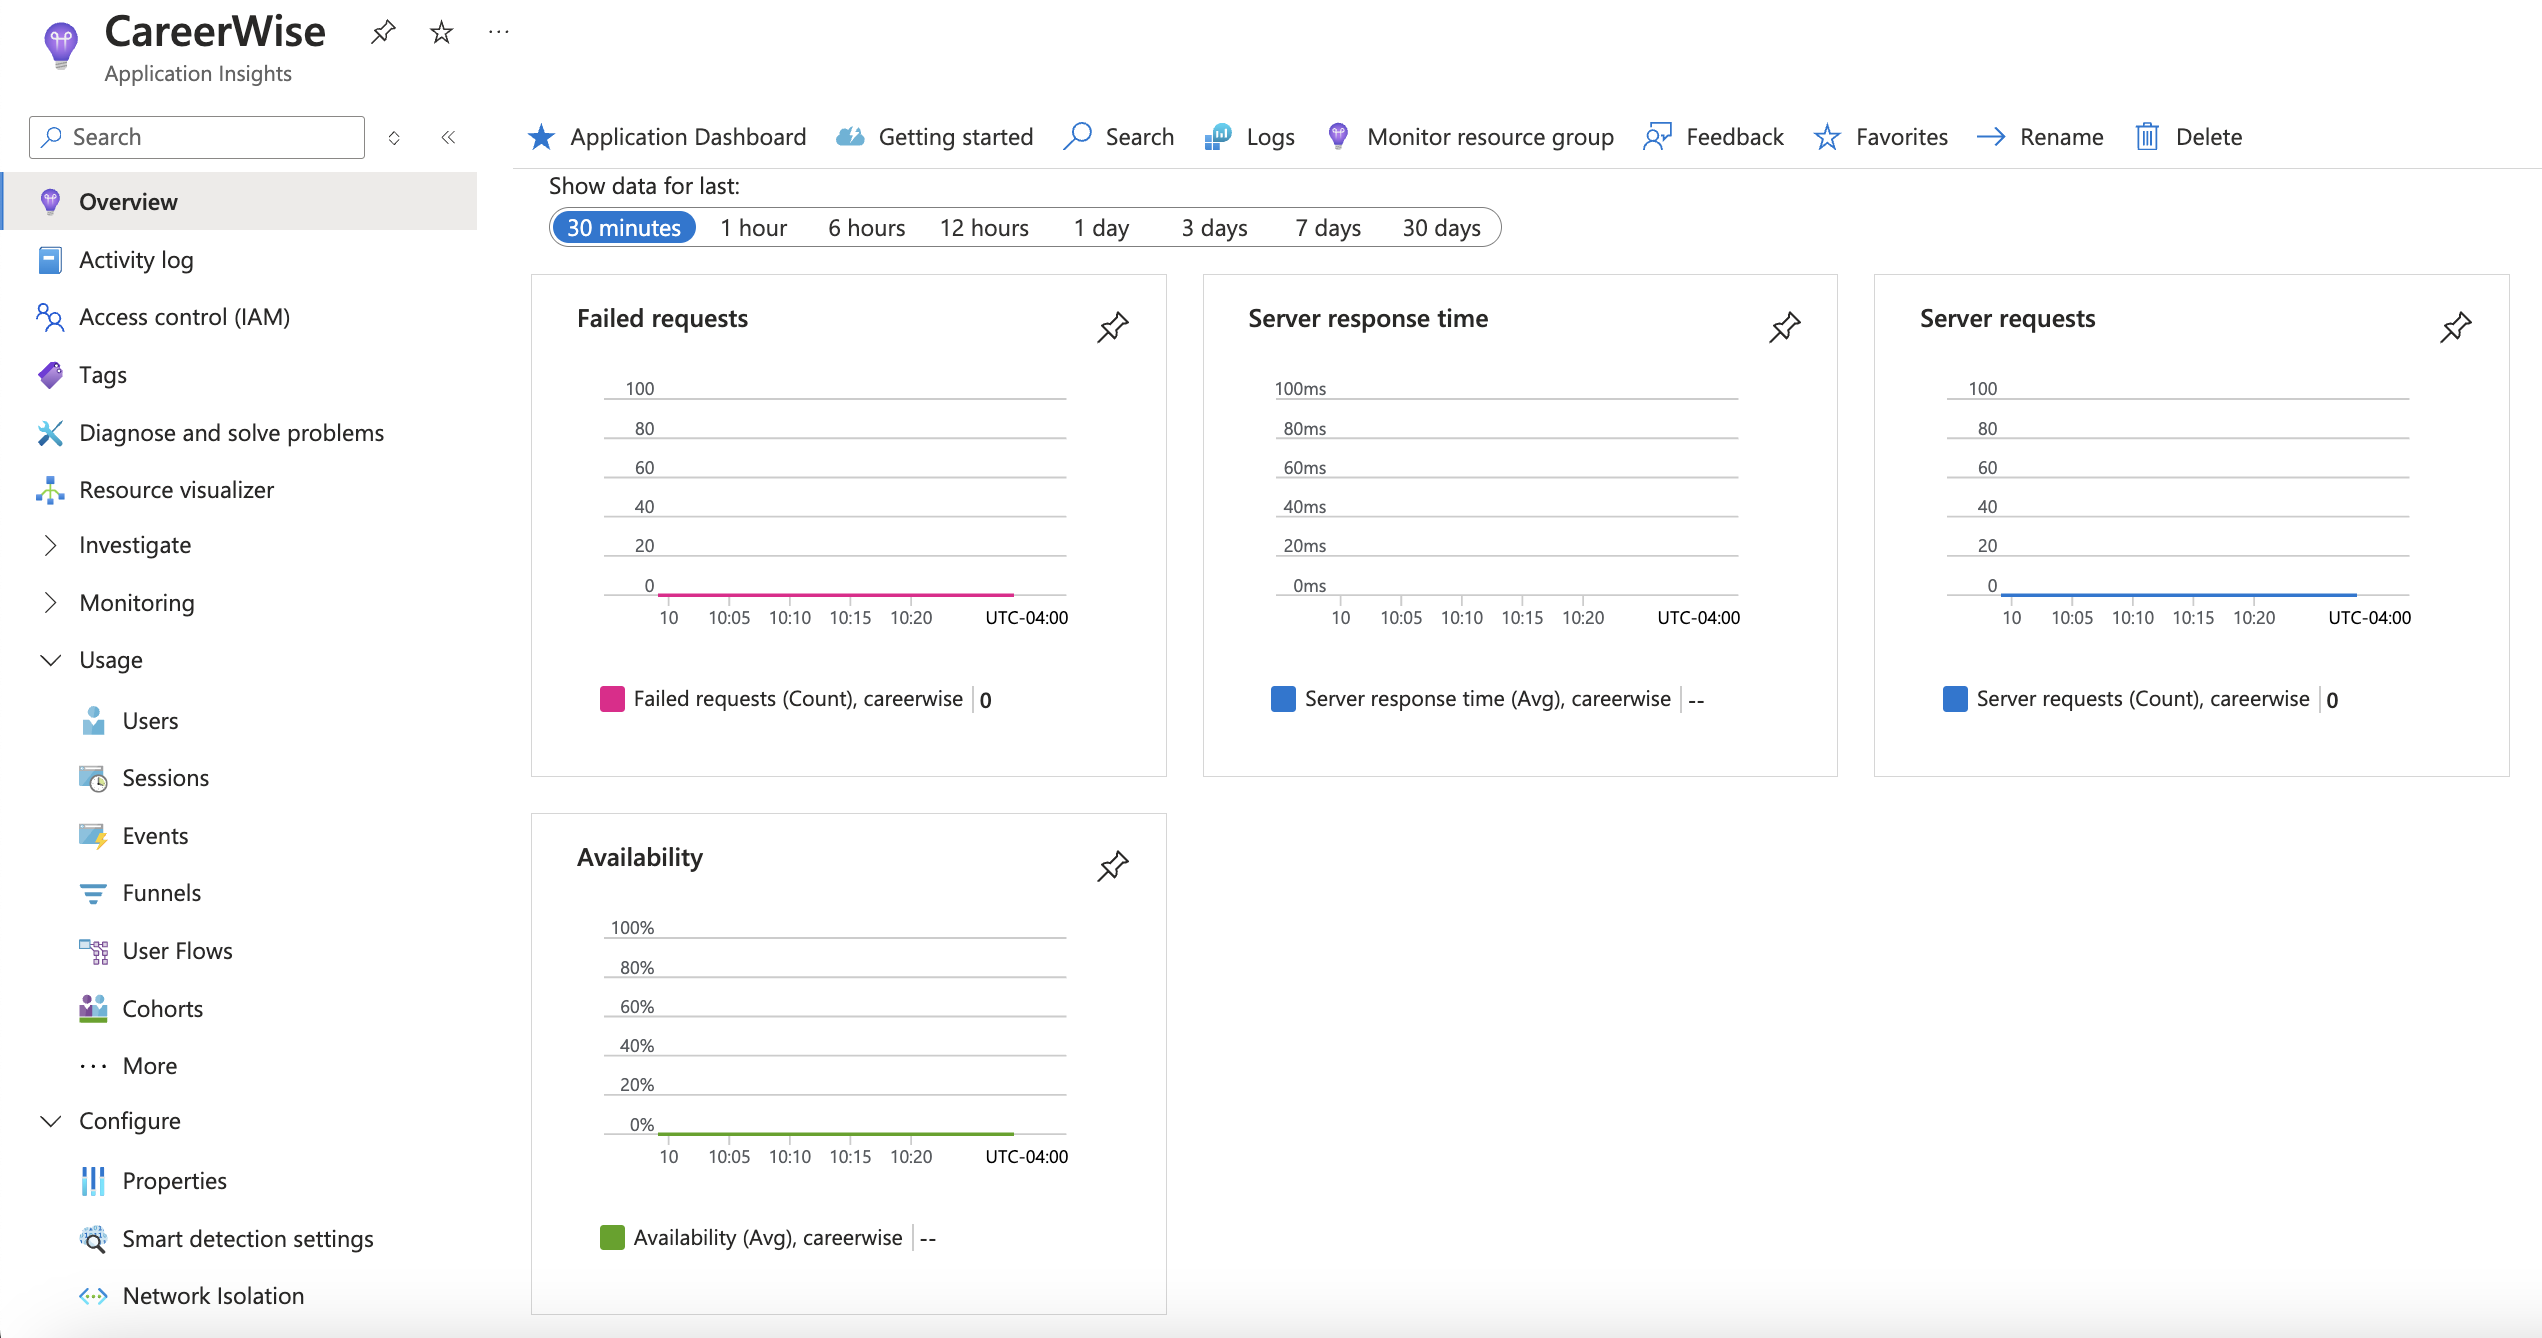 CareerWise
Application Insights
Search
Overview
Activity log
Access control (IAM)
Tags
Diagnose and solve problems
Resource visualizer
Investigate
Monitoring
Usage
Users
Sessions
Events
Funnels
User Flows
Cohorts
More
Configure
Properties
Smart detection settings
Network Isolation
Application Dashboard Getting started Search Logs Monitor resource group Feedback Favorites Rename Delete
Show data for last:
30 minutes 1 hour 6 hours 12 hours 1 day 3 days 7 days 30 days
Failed requests
100
80
60
40
20
0
10 10:05 10:10 10:15 10:20 UTC-04:00
Failed requests (Count), careerwise 0
Server response time
100ms
80ms
60ms
40ms
20ms
0ms
10 10:05 10:10 10:15 10:20 UTC-04:00
Server response time (Avg), careerwise --
Server requests
100
80
60
40
20
0
10 10:05 10:10 10:15 10:20 UTC-04:00
Server requests (Count), careerwise 0
Availability
100%
80%
60%
40%
20%
0%
10 10:05 10:10 10:15 10:20 UTC-04:00
Availability (Avg), careerwise --